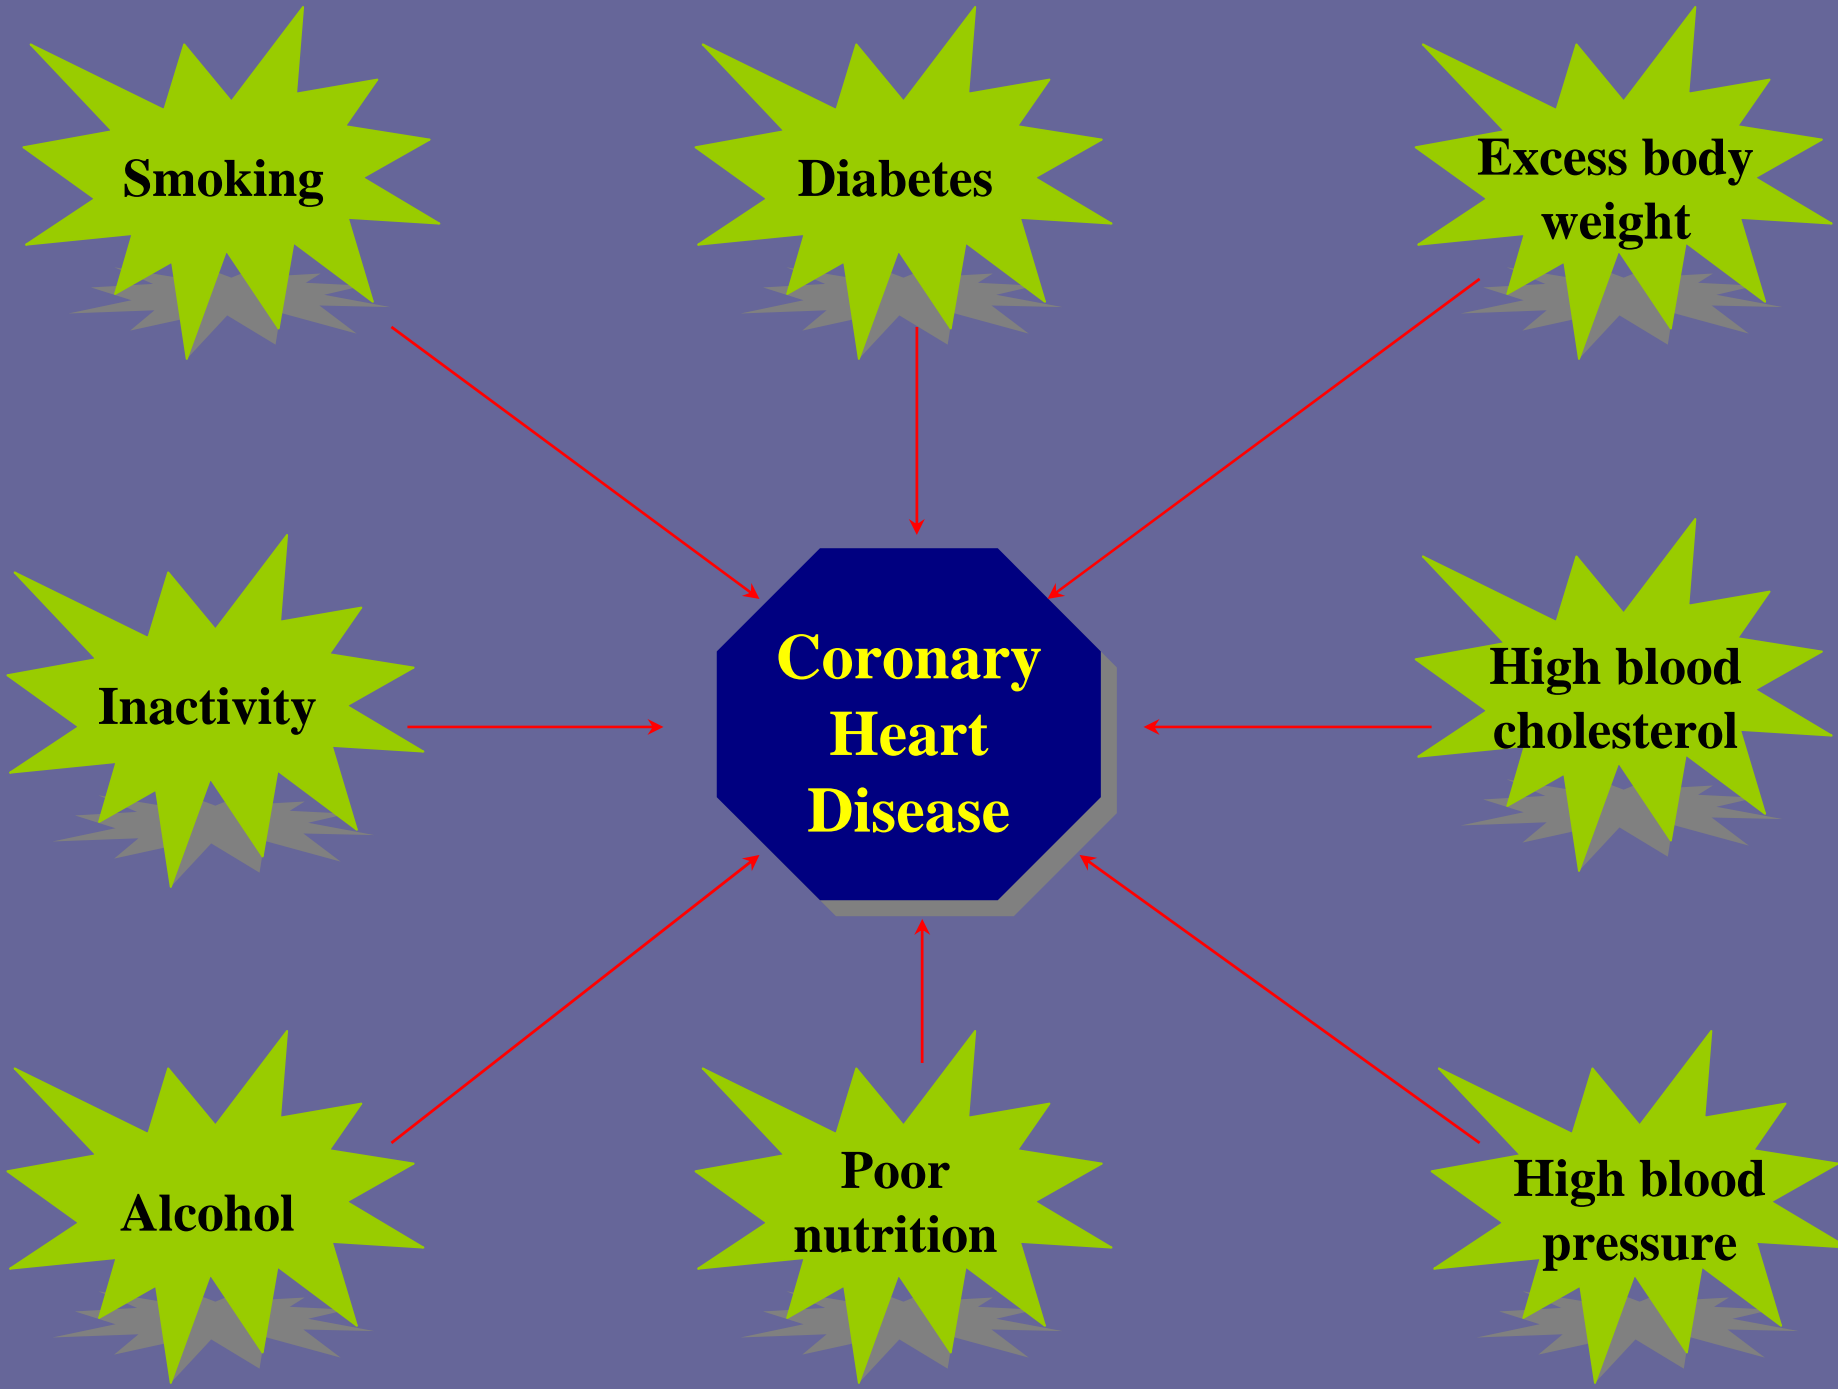 Smoking
Diabetes
Excess body
weight
Inactivity
Coronary
Heart
Disease
High blood
cholesterol
Alcohol
Poor
nutrition
High blood
pressure